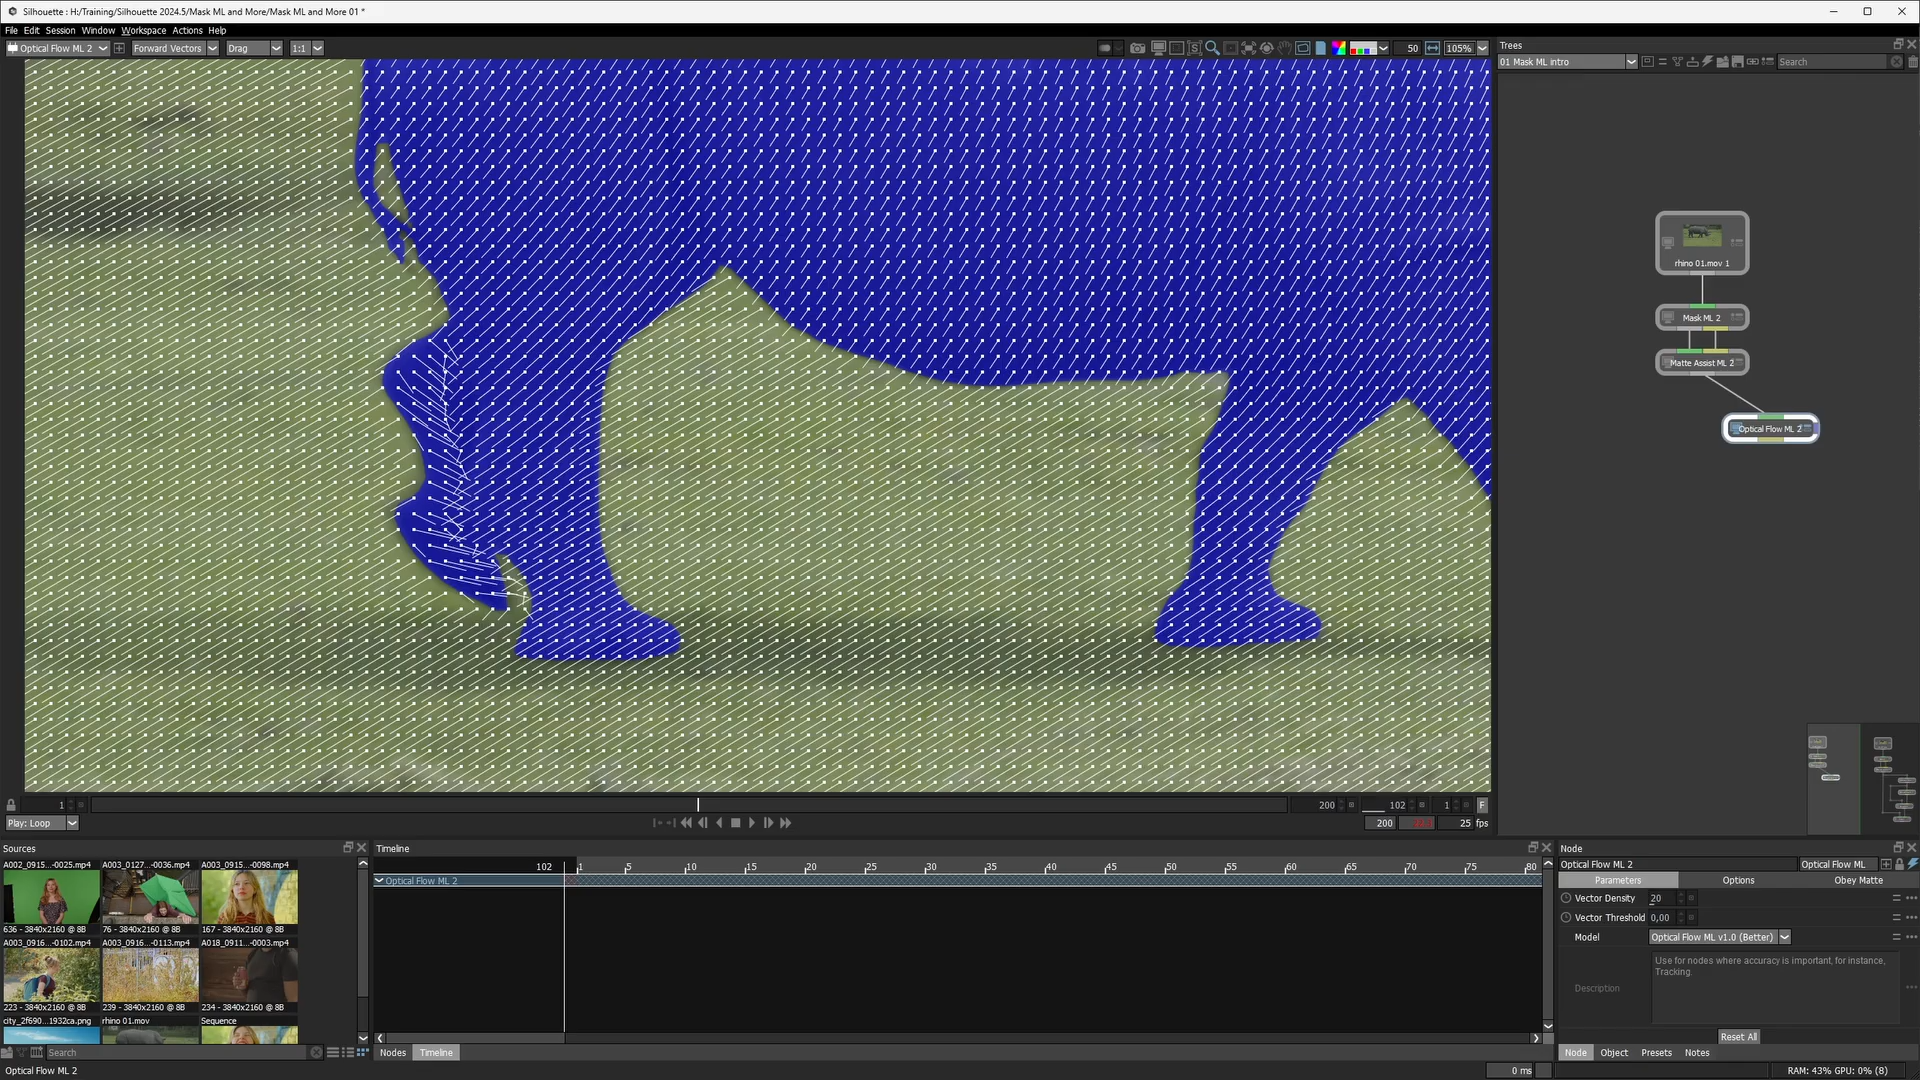 Silhouette : H:/Training/Silhouette 2024.5/Mask ML and More/Mask ML and More 01 *
File Edit Session Window Workspace Actions Help
Optical Flow ML 2 Forward Vectors Drag 1:1 50 105%
Trees
01 Mask ML intro Search
rhino 01.mov 1
Mask ML 2
Matte Assist ML 2
Optical Flow ML 2
1 200 102 1 F
Play: Loop 200 25 fps
Sources
A002_0915...-0025.mp4 A003_0127...-0036.mp4 A003_0915...-0098.mp4
636 - 3840x2160 @ 8B 76 - 3840x2160 @ 8B 167 - 3840x2160 @ 8B
A003_0916...-0102.mp4 A003_0916...-0113.mp4 A018_0911...-0003.mp4
223 - 3840x2160 @ 8B 239 - 3840x2160 @ 8B 234 - 3840x2160 @ 8B
city_2f690...1932ca.png rhino 01.mov Sequence
Search
Timeline
102 1 5 10 15 20 25 30 35 40 45 50 55 60 65 70 75 80
Optical Flow ML 2
Nodes Timeline
Node
Optical Flow ML 2 Optical Flow ML
Parameters Options Obey Matte
Vector Density 20
Vector Threshold 0,00
Model Optical Flow ML v1.0 (Better)
Use for nodes where accuracy is important, for instance,
Tracking.
Description
Reset All
Node Object Presets Notes
Optical Flow ML 2 0 ms RAM: 43% GPU: 0% (8)